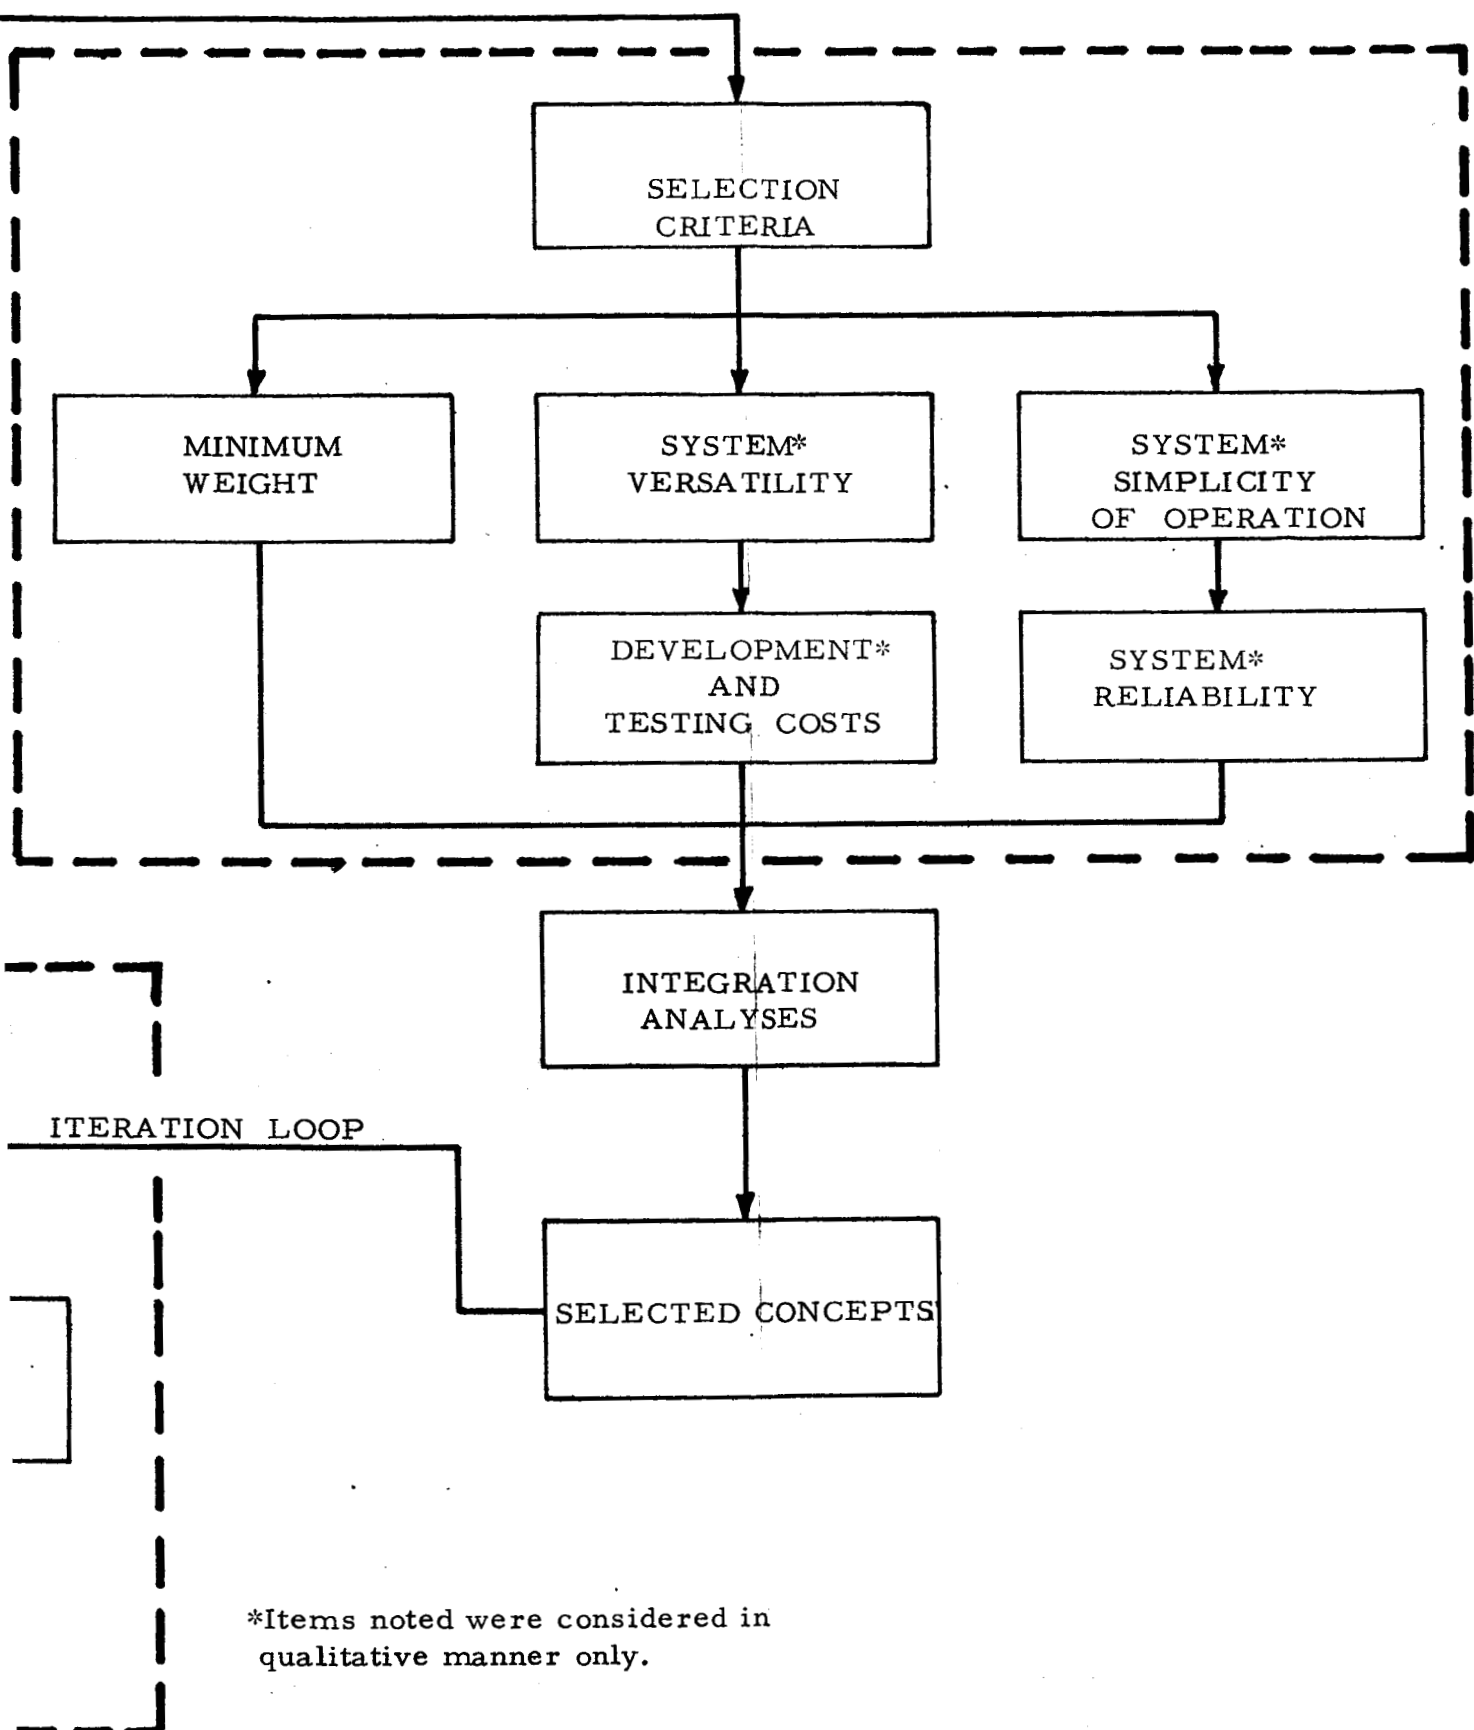 SELECTION
CRITERIA
MINIMUM
WEIGHT
SYSTEM*
VERSATILITY
SYSTEM*
SIMPLICITY
OF OPERATION
DEVELOPMENT*
AND
TESTING COSTS
SYSTEM*
RELIABILITY
INTEGRATION
ANALYSES
ITERATION LOOP
SELECTED CONCEPTS
*Items noted were considered in
qualitative manner only.